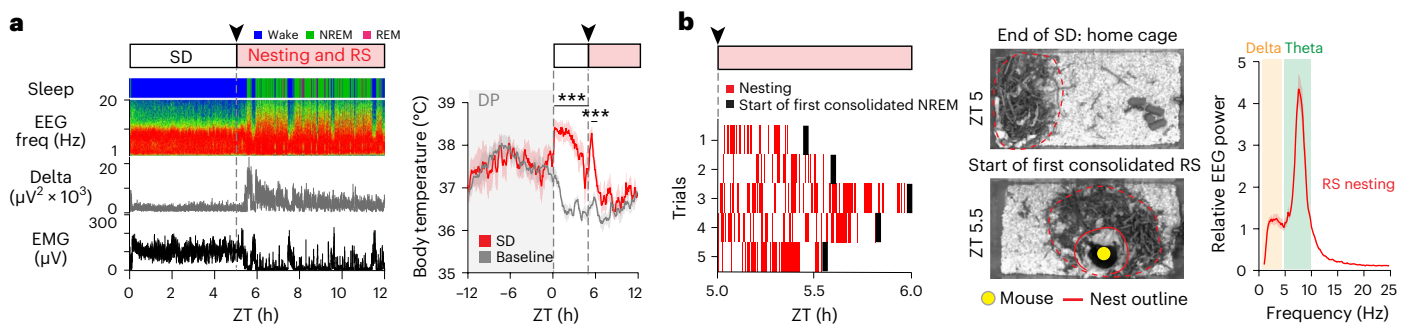 a
Wake NREM REM
SD
Nesting and RS
Sleep
20
EEG
freq (Hz)
1
20
Delta
(µV² × 10³)
0
300
EMG
(µV)
0
0 2 4 6 8 10 12
ZT (h)
Body temperature (°C)
39
38
37
36
35
DP
***
***
SD
Baseline
−12 −6 0 6 12
ZT (h)
b
Nesting
Start of first consolidated NREM
Trials
1
2
3
4
5
5.0 5.5 6.0
ZT (h)
End of SD: home cage
ZT 5
Start of first consolidated RS
ZT 5.5
Mouse Nest outline
Delta Theta
Relative EEG power
5
4
3
2
1
0
RS nesting
0 5 10 15 20 25
Frequency (Hz)